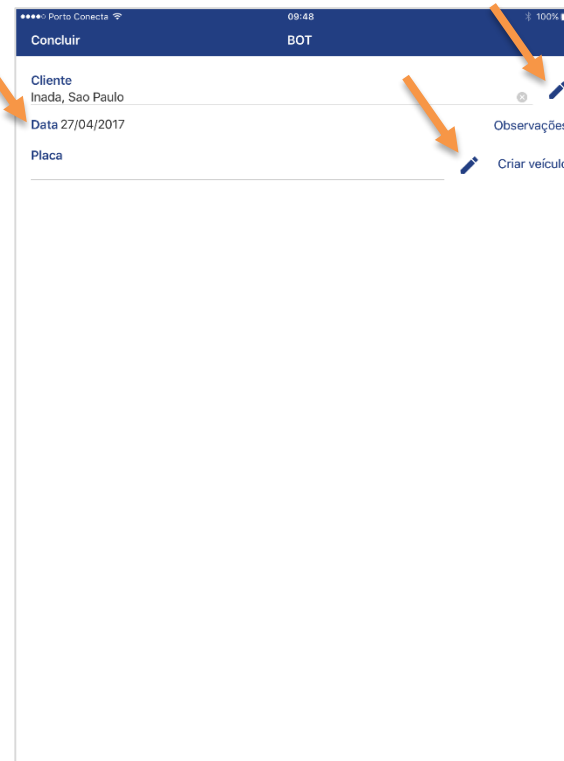 Porto Conecta 09:48 100%
Concluir BOT
Cliente
Inada, Sao Paulo
Data 27/04/2017 Observações
Placa Criar veículo